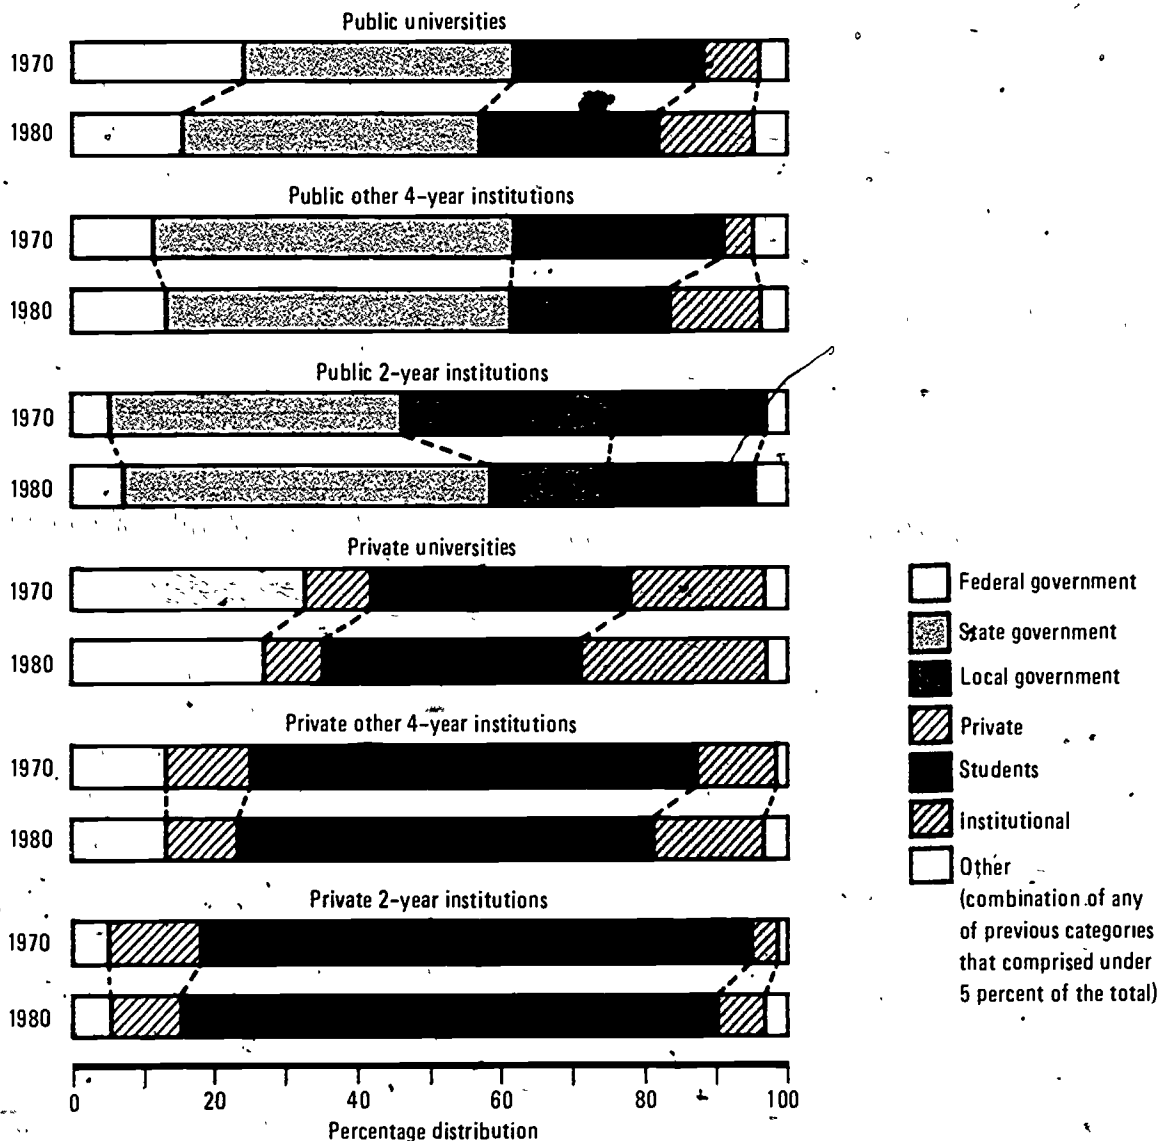 Public universities
1970
1980
Public other 4-year institutions
1970
1980
Public 2-year institutions
1970
1980
Private universities
1970
1980
Private other 4-year institutions
1970
1980
Private 2-year institutions
1970
1980
0 20 40 60 80 100
Percentage distribution
Federal government
State government
Local government
Private
Students
Institutional
Other
(combination of any
of previous categories
that comprised under
5 percent of the total)